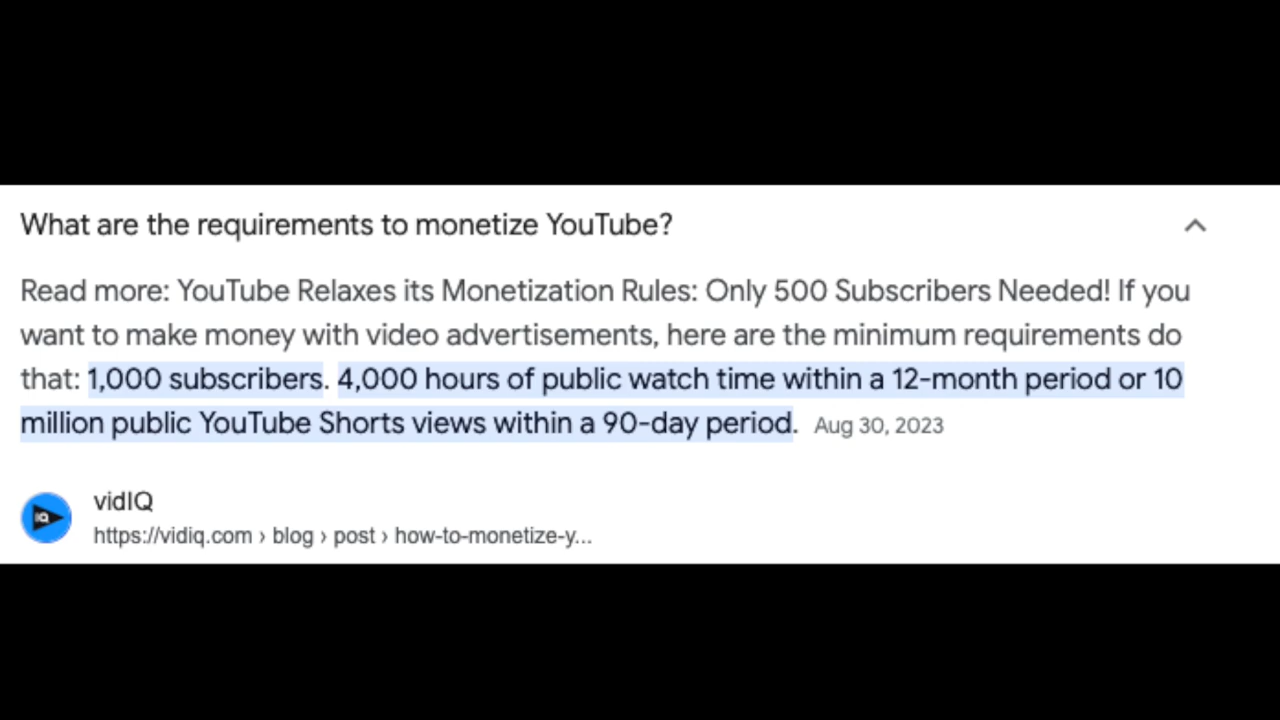 What are the requirements to monetize YouTube?
Read more: YouTube Relaxes its Monetization Rules: Only 500 Subscribers Needed! If you
want to make money with video advertisements, here are the minimum requirements do
that: 1,000 subscribers. 4,000 hours of public watch time within a 12-month period or 10
million public YouTube Shorts views within a 90-day period. Aug 30, 2023
IQ
vidIQ
https://vidiq.com › blog › post › how-to-monetize-y...